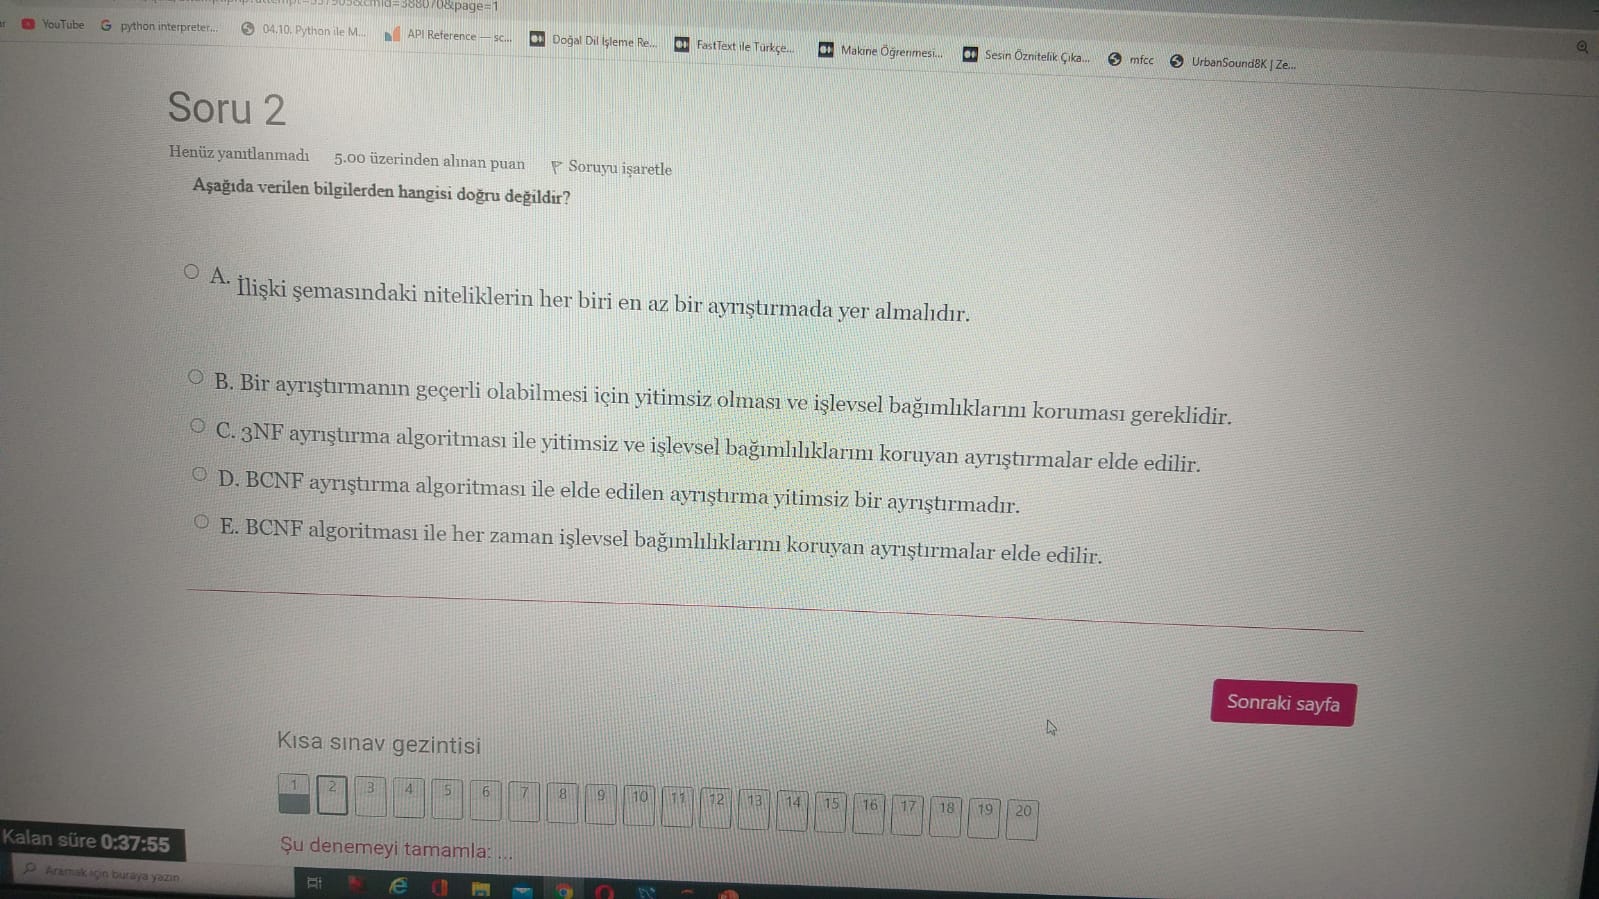 YouTube
python interpreter...
04.10. Python ile M...
API Reference — sc...
Doğal Dil İşleme Re...
FastText ile Türkçe...
Makine Öğrenmesi...
Sesin Öznitelik Çıka...
mfcc
UrbanSound8K | Ze...
Soru 2
Henüz yanıtlanmadı 5.00 üzerinden alınan puan Soruyu işaretle
Aşağıda verilen bilgilerden hangisi doğru değildir?
A. İlişki şemasındaki niteliklerin her biri en az bir ayrıştırmada yer almalıdır.
B. Bir ayrıştırmanın geçerli olabilmesi için yitimsiz olması ve işlevsel bağımlıklarını koruması gereklidir.
C. 3NF ayrıştırma algoritması ile yitimsiz ve işlevsel bağımlılıklarını koruyan ayrıştırmalar elde edilir.
D. BCNF ayrıştırma algoritması ile elde edilen ayrıştırma yitimsiz bir ayrıştırmadır.
E. BCNF algoritması ile her zaman işlevsel bağımlılıklarını koruyan ayrıştırmalar elde edilir.
Sonraki sayfa
Kısa sınav gezintisi
1 2 3 4 5 6 7 8 9 10 11 12 13 14 15 16 17 18 19 20
Kalan süre 0:37:55
Şu denemeyi tamamla: ...
Aramak için buraya yazın